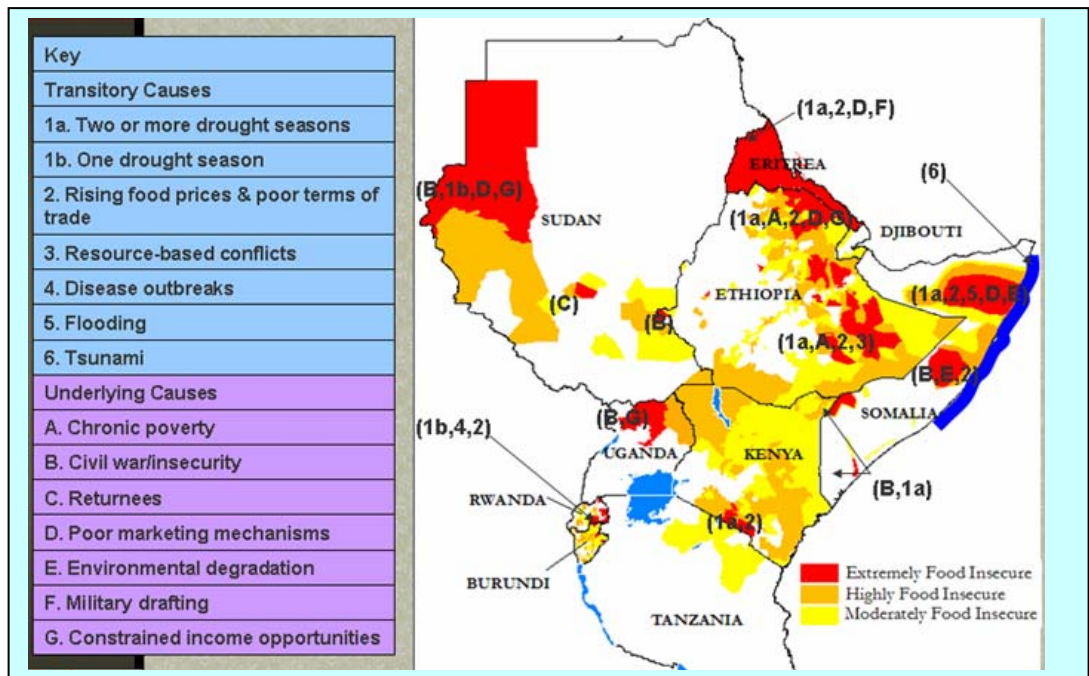 Key
Transitory Causes
1a. Two or more drought seasons
1b. One drought season
2. Rising food prices & poor terms of
trade
3. Resource-based conflicts
4. Disease outbreaks
5. Flooding
6. Tsunami
Underlying Causes
A. Chronic poverty
B. Civil war/insecurity
C. Returnees
D. Poor marketing mechanisms
E. Environmental degradation
F. Military drafting
G. Constrained income opportunities
(1a,2,D,F)
ERITREA
(6)
(B,1b,D,G)
SUDAN
(1a,A,2,D,G)
DJIBOUTI
(C)
(B)
ETHIOPIA
(1a,2,5,D,E)
(1a,A,2,3)
(B,E,2)
SOMALIA
(1b,4,2)
(B,G)
UGANDA
KENYA
(B,1a)
RWANDA
(1a,2)
BURUNDI
TANZANIA
Extremely Food Insecure
Highly Food Insecure
Moderately Food Insecure